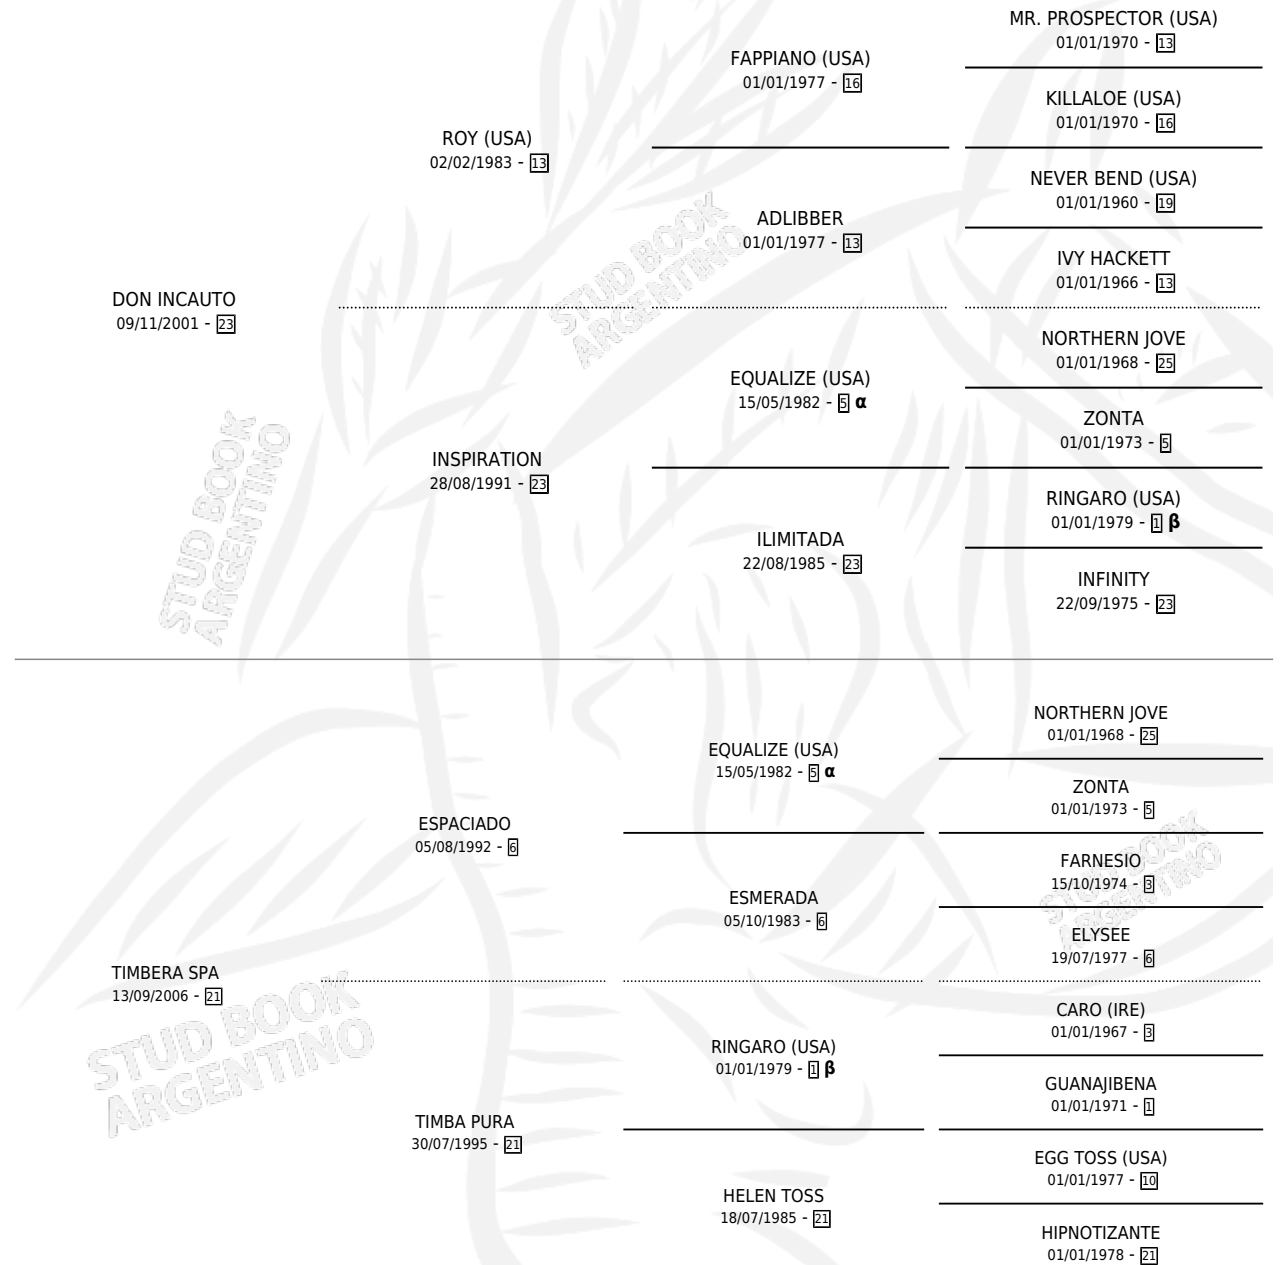 MR. PROSPECTOR (USA)
01/01/1970 - 13
FAPPIANO (USA)
01/01/1977 - 16
KILLALOE (USA)
01/01/1970 - 16
ROY (USA)
02/02/1983 - 13
NEVER BEND (USA)
01/01/1960 - 19
ADLIBBER
01/01/1977 - 13
IVY HACKETT
01/01/1966 - 13
DON INCAUTO
09/11/2001 - 23
NORTHERN JOVE
01/01/1968 - 25
EQUALIZE (USA)
15/05/1982 - 5 α
ZONTA
01/01/1973 - 5
INSPIRATION
28/08/1991 - 23
RINGARO (USA)
01/01/1979 - 1 β
ILIMITADA
22/08/1985 - 23
INFINITY
22/09/1975 - 23
NORTHERN JOVE
01/01/1968 - 25
EQUALIZE (USA)
15/05/1982 - 5 α
ZONTA
01/01/1973 - 5
ESPACIADO
05/08/1992 - 6
FARNESIO
15/10/1974 - 3
ESMERADA
05/10/1983 - 6
ELYSEE
19/07/1977 - 6
TIMBERA SPA
13/09/2006 - 21
CARO (IRE)
01/01/1967 - 3
RINGARO (USA)
01/01/1979 - 1 β
GUANAJIBENA
01/01/1971 - 1
TIMBA PURA
30/07/1995 - 21
EGG TOSS (USA)
01/01/1977 - 10
HELEN TOSS
18/07/1985 - 21
HIPNOTIZANTE
01/01/1978 - 21
STUD BOOK
ARGENTINO
STUD BOOK
ARGENTINO
STUD BOOK
ARGENTINO
STUD BOOK
ARGENTINO